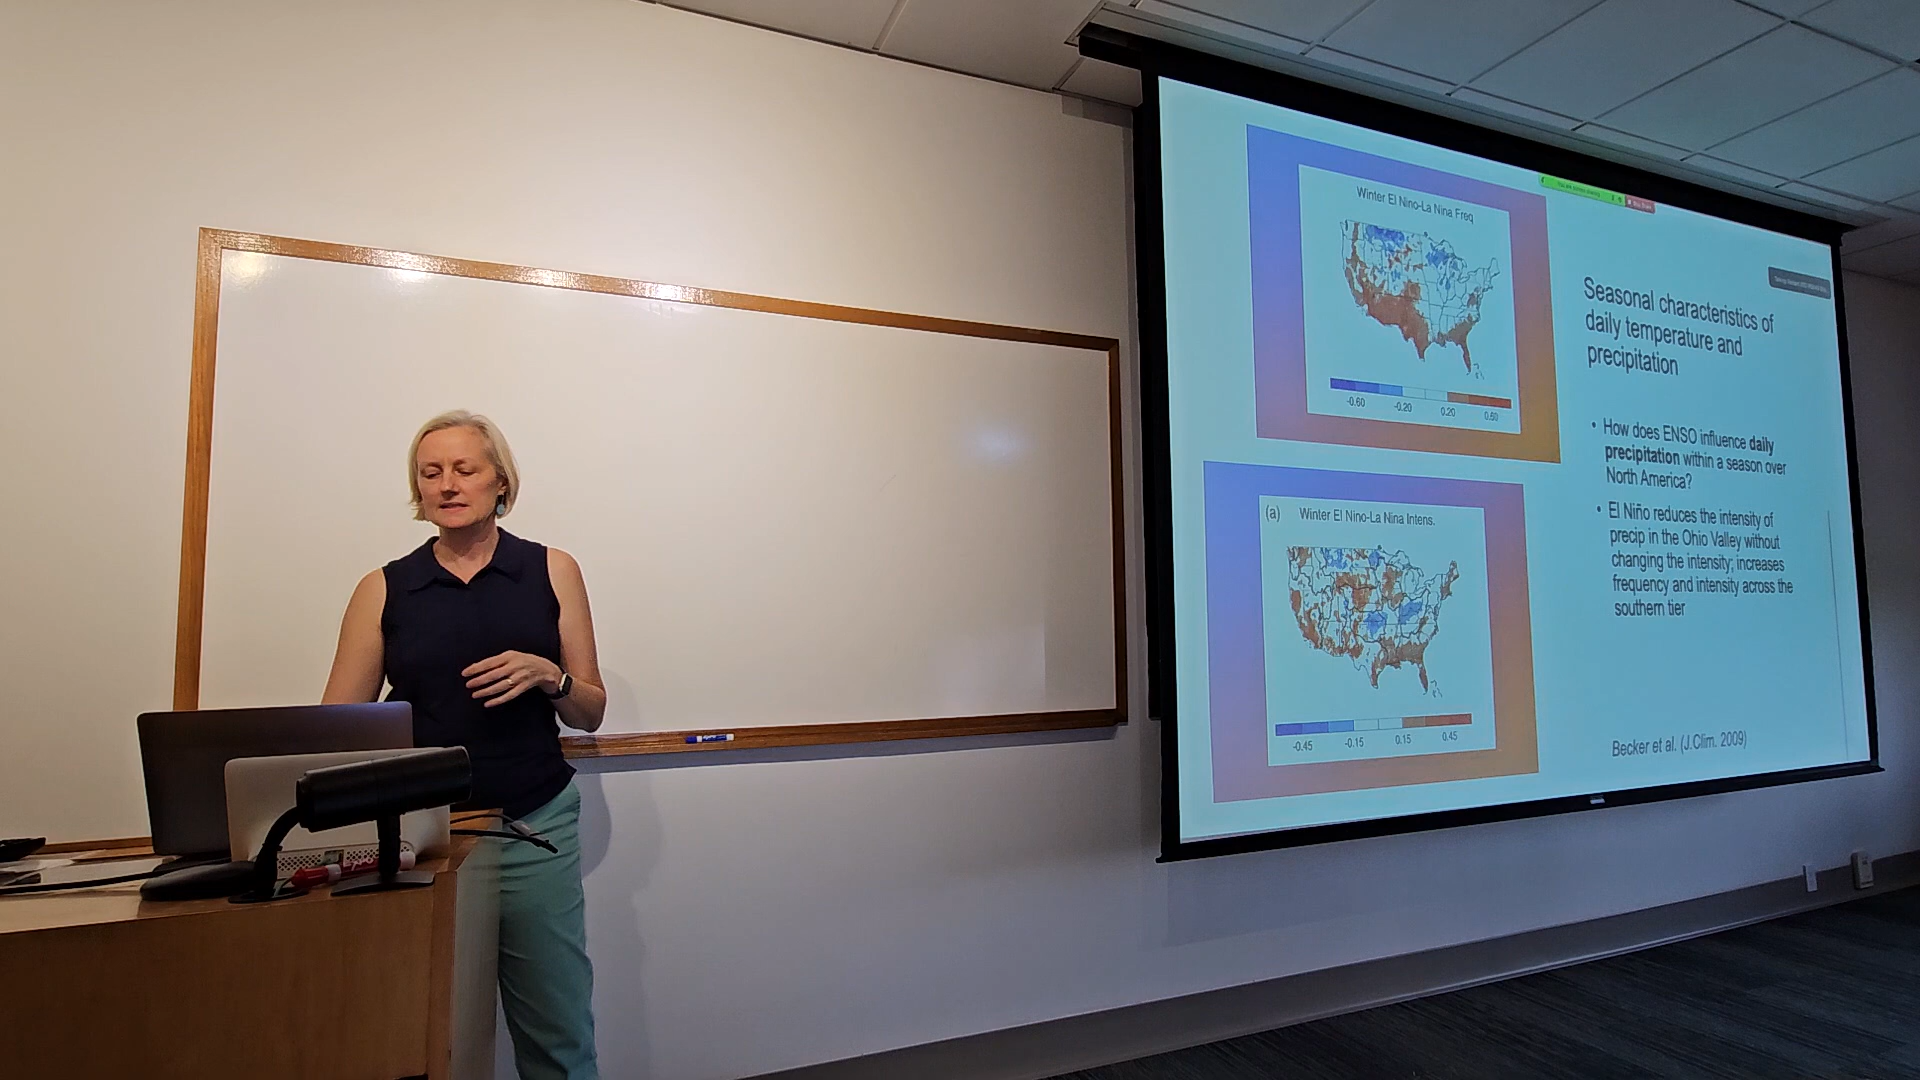 Winter El Nino-La Nina Freq
-0.60 -0.20 0.20 0.60
(a) Winter El Nino-La Nina Intens.
-0.45 -0.15 0.15 0.45
Seasonal characteristics of
daily temperature and
precipitation
• How does ENSO influence daily
precipitation within a season over
North America?
• El Niño reduces the intensity of
precip in the Ohio Valley without
changing the intensity; increases
frequency and intensity across the
southern tier
Becker et al. (J.Clim. 2009)